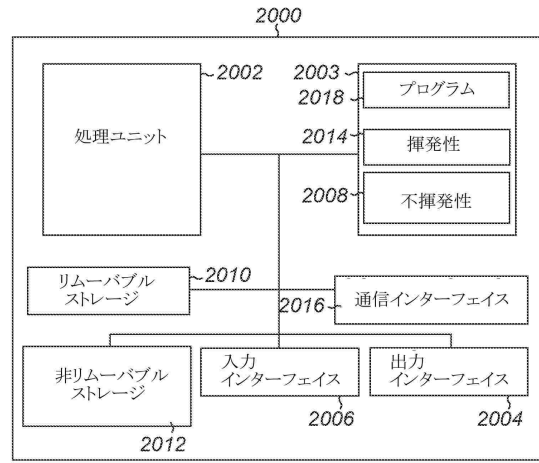 2000
2002
処理ユニット
2003
2018
プログラム
2014
揮発性
2008
不揮発性
2010
リムーバブル
ストレージ
2016
通信インターフェイス
非リムーバブル
ストレージ
2012
入力
インターフェイス
2006
出力
インターフェイス
2004